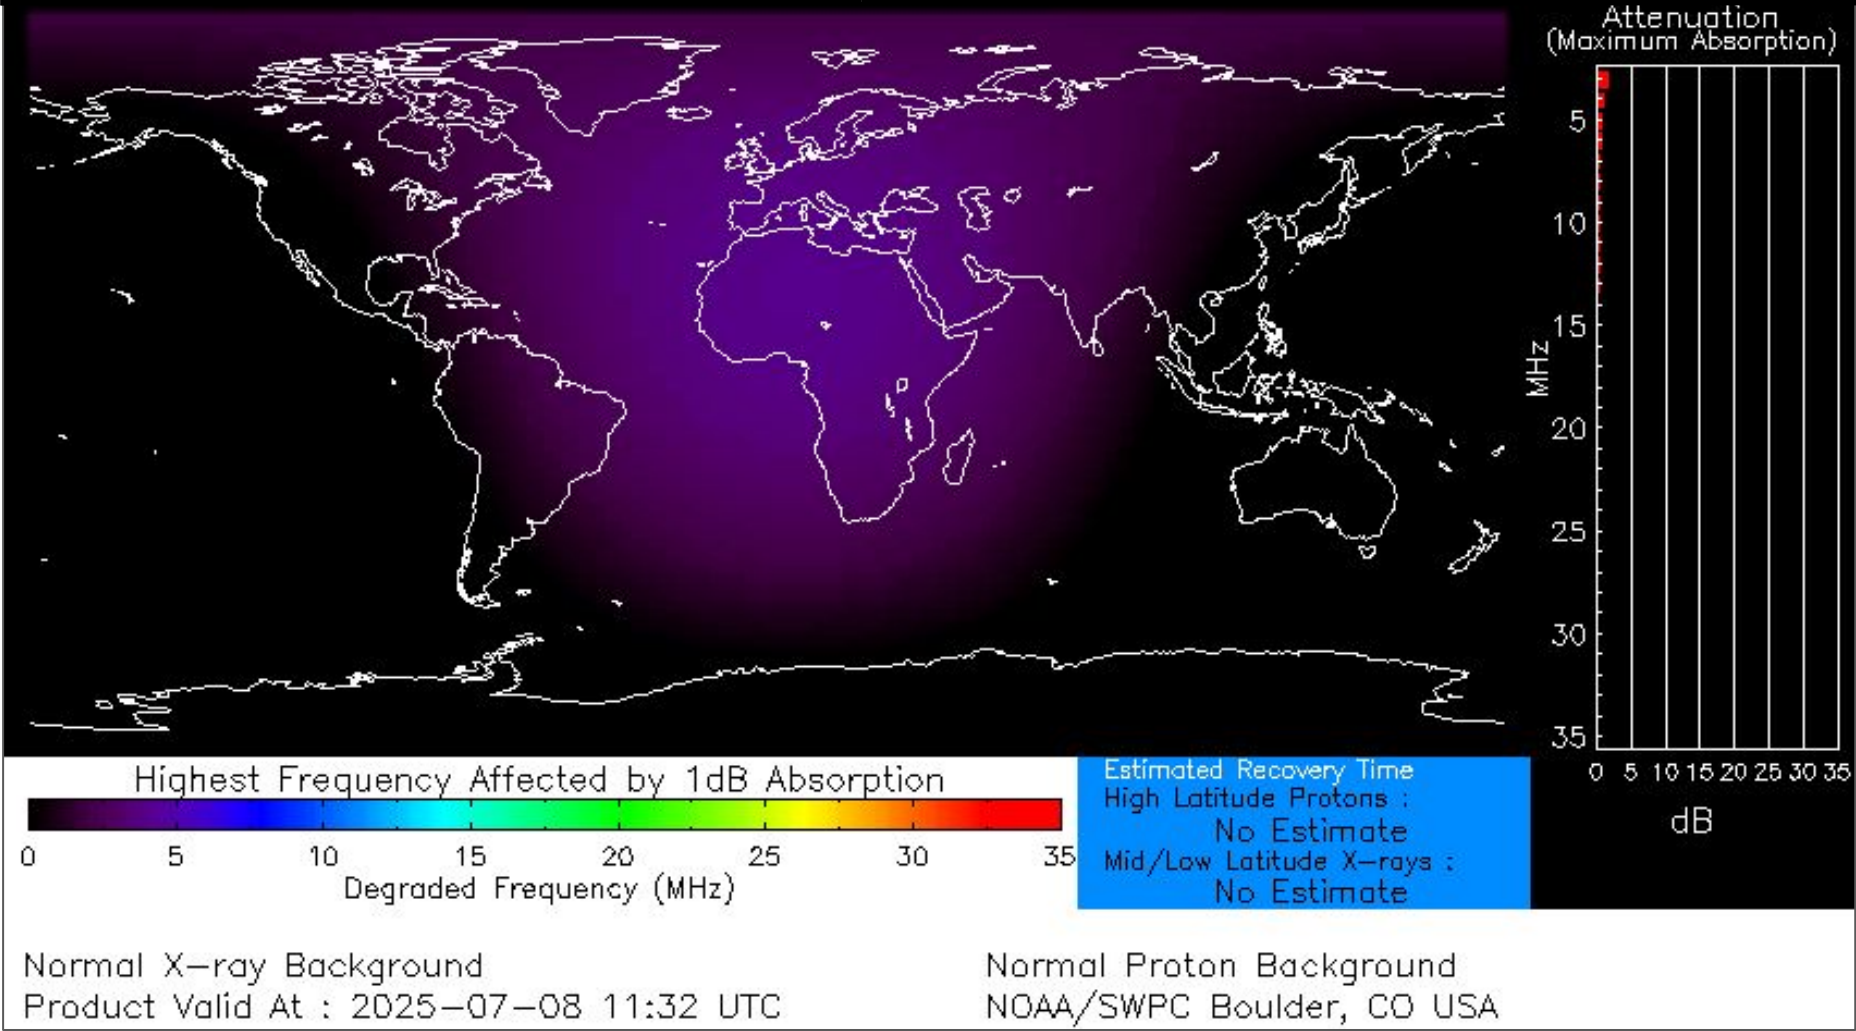 Attenuation
(Maximum Absorption)
5
10
15
20
25
30
35
MHz
0 5 10 15 20 25 30 35
dB
Highest Frequency Affected by 1dB Absorption
0 5 10 15 20 25 30 35
Degraded Frequency (MHz)
Estimated Recovery Time
High Latitude Protons :
No Estimate
Mid/Low Latitude X-rays :
No Estimate
Normal X-ray Background
Product Valid At : 2025-07-08 11:32 UTC
Normal Proton Background
NOAA/SWPC Boulder, CO USA